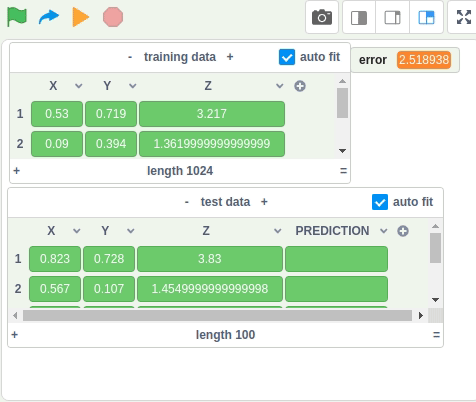 - training data + auto fit
error 2.518938
X Y Z
1 0.53 0.719 3.217
2 0.09 0.394 1.3619999999999999
+ length 1024 =
- test data + auto fit
X Y Z PREDICTION
1 0.823 0.728 3.83
2 0.567 0.107 1.4549999999999998
+ length 100 =